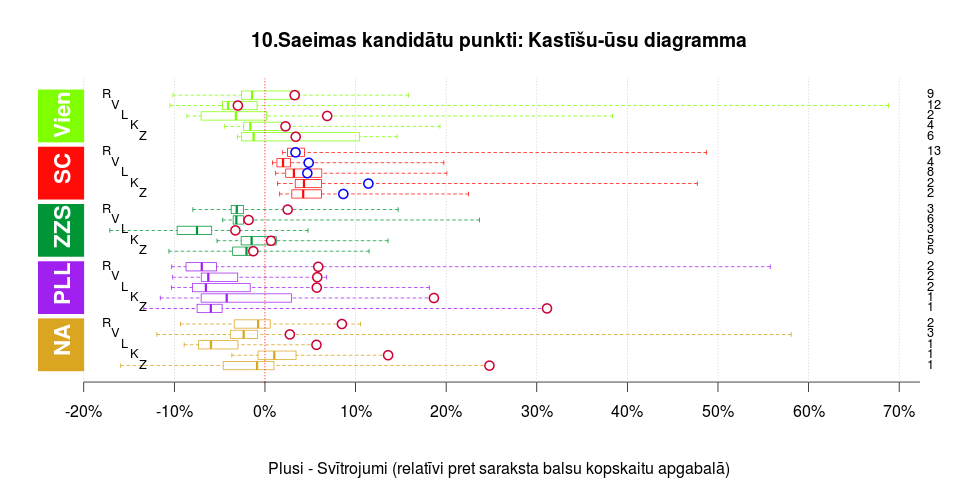 10.Saeimas kandidātu punkti: Kastīšu-ūsu diagramma
Vien
R 9
V 12
L 2
K 4
Z 6
SC
R 13
V 4
L 8
K 2
Z 2
ZZS
R 3
V 6
L 3
K 5
Z 5
PLL
R 2
V 2
L 2
K 1
Z 1
NA
R 2
V 3
L 1
K 1
Z 1
-20% -10% 0% 10% 20% 30% 40% 50% 60% 70%
Plusi - Svītrojumi (relatīvi pret saraksta balsu kopskaitu apgabalā)